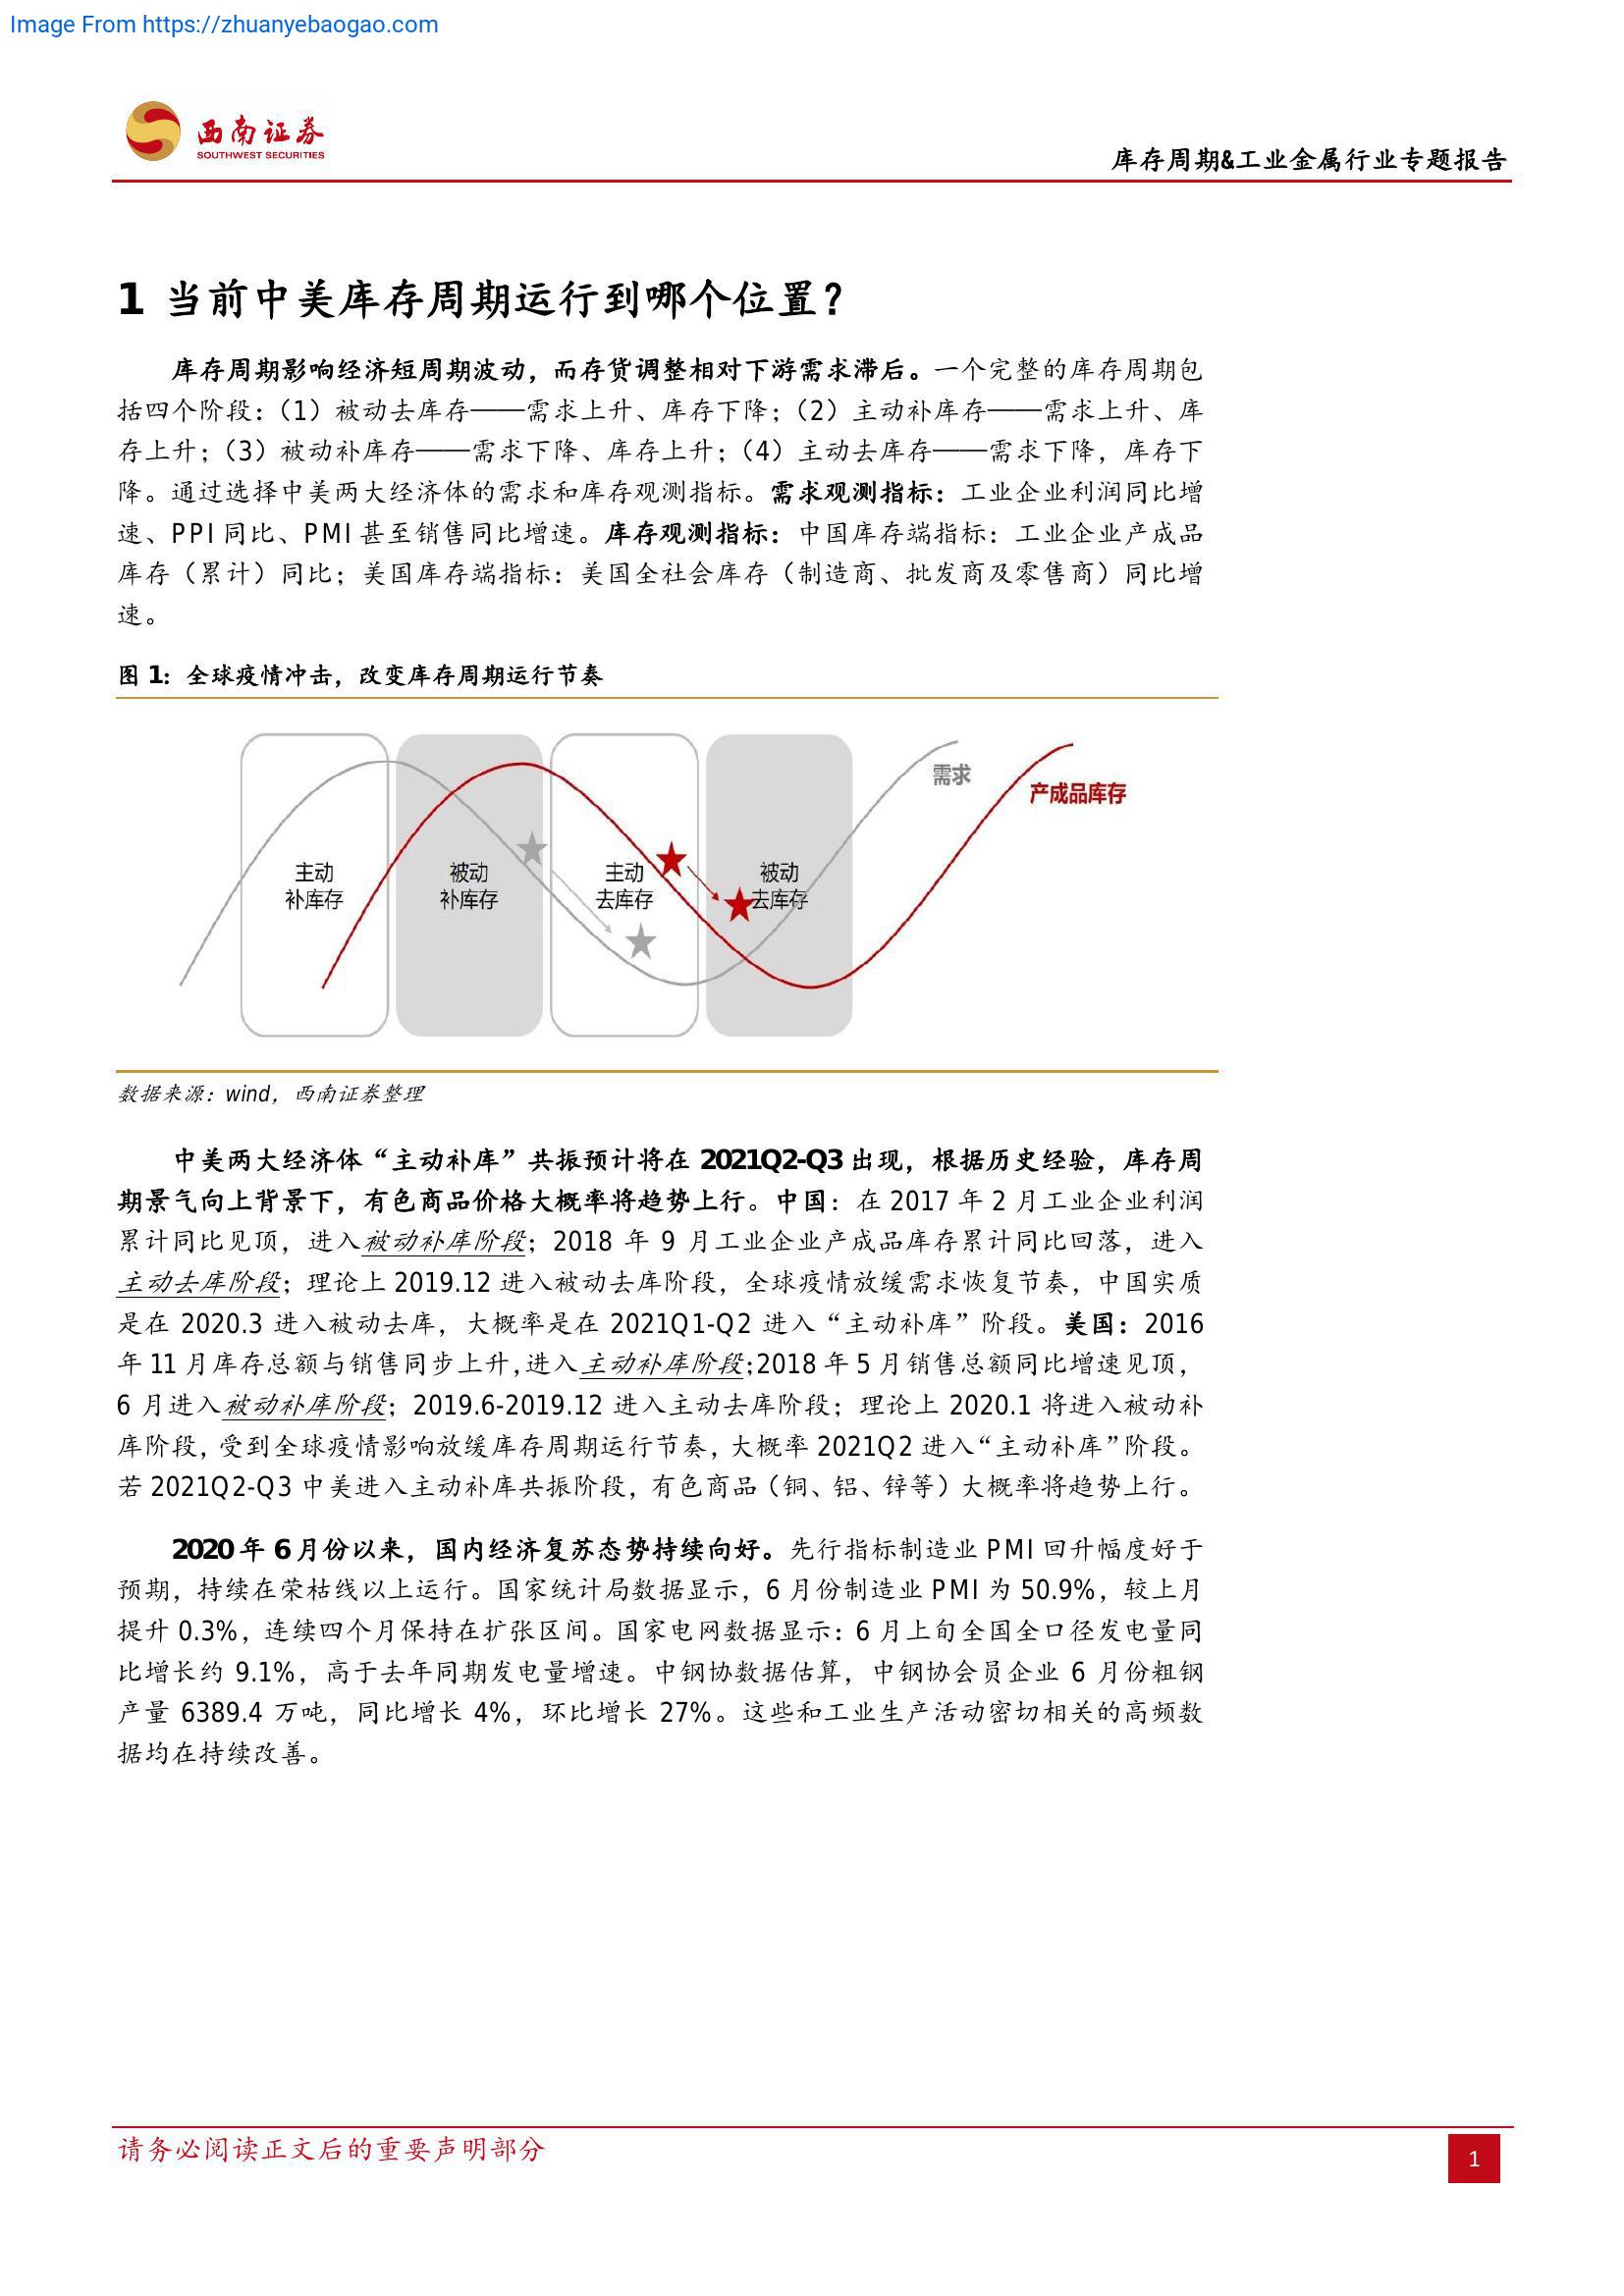 Image From https://zhuanyebaogao.com
西南证券
SOUTHWEST SECURITIES
库存周期&工业金属行业专题报告
1 当前中美库存周期运行到哪个位置？
库存周期影响经济短周期波动，而存货调整相对下游需求滞后。一个完整的库存周期包
括四个阶段：（1）被动去库存——需求上升、库存下降；（2）主动补库存——需求上升、库
存上升；（3）被动补库存——需求下降、库存上升；（4）主动去库存——需求下降，库存下
降。通过选择中美两大经济体的需求和库存观测指标。需求观测指标：工业企业利润同比增
速、PPI 同比、PMI 甚至销售同比增速。库存观测指标：中国库存端指标：工业企业产成品
库存（累计）同比；美国库存端指标：美国全社会库存（制造商、批发商及零售商）同比增
速。
图 1：全球疫情冲击，改变库存周期运行节奏
需求
产成品库存
主动
补库存
被动
补库存
主动
去库存
被动
去库存
数据来源：wind，西南证券整理
中美两大经济体“主动补库”共振预计将在 2021Q2-Q3 出现，根据历史经验，库存周
期景气向上背景下，有色商品价格大概率将趋势上行。中国：在 2017 年 2 月工业企业利润
累计同比见顶，进入被动补库阶段；2018 年 9 月工业企业产成品库存累计同比回落，进入
主动去库阶段；理论上 2019.12 进入被动去库阶段，全球疫情放缓需求恢复节奏，中国实质
是在 2020.3 进入被动去库，大概率是在 2021Q1-Q2 进入“主动补库”阶段。美国：2016
年 11 月库存总额与销售同步上升,进入主动补库阶段;2018 年 5 月销售总额同比增速见顶，
6 月进入被动补库阶段；2019.6-2019.12 进入主动去库阶段；理论上 2020.1 将进入被动补
库阶段，受到全球疫情影响放缓库存周期运行节奏，大概率 2021Q2 进入“主动补库”阶段。
若 2021Q2-Q3 中美进入主动补库共振阶段，有色商品（铜、铝、锌等）大概率将趋势上行。
2020 年 6 月份以来，国内经济复苏态势持续向好。先行指标制造业 PMI 回升幅度好于
预期，持续在荣枯线以上运行。国家统计局数据显示，6 月份制造业 PMI 为 50.9%，较上月
提升 0.3%，连续四个月保持在扩张区间。国家电网数据显示：6 月上旬全国全口径发电量同
比增长约 9.1%，高于去年同期发电量增速。中钢协数据估算，中钢协会员企业 6 月份粗钢
产量 6389.4 万吨，同比增长 4%，环比增长 27%。这些和工业生产活动密切相关的高频数
据均在持续改善。
请务必阅读正文后的重要声明部分
1